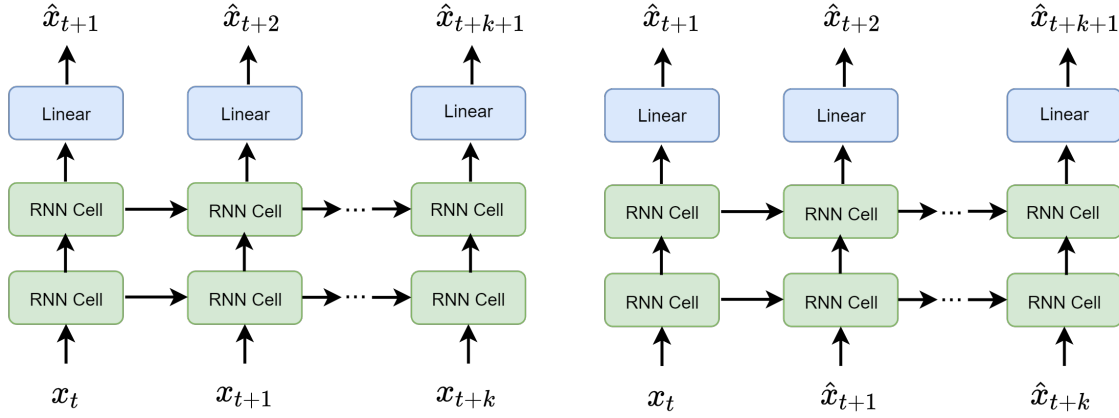 x̂_{t+1} x̂_{t+2} x̂_{t+k+1} x̂_{t+1} x̂_{t+2} x̂_{t+k+1}
Linear Linear Linear Linear Linear Linear
RNN Cell RNN Cell ... RNN Cell RNN Cell RNN Cell ... RNN Cell
RNN Cell RNN Cell ... RNN Cell RNN Cell RNN Cell ... RNN Cell
x_t x_{t+1} x_{t+k} x_t x̂_{t+1} x̂_{t+k}